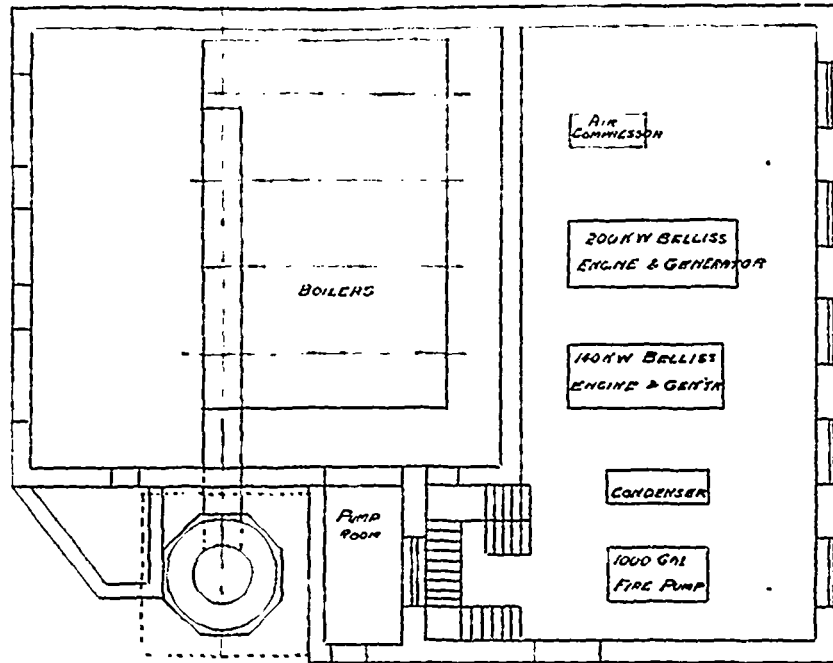 AIR
COMPRESSOR
200KW BELLISS
ENGINE & GENERATOR
BOILERS
140KW BELLISS
ENGINE & GEN'TR
CONDENSER
PUMP
ROOM
1000 GAL
FIRE PUMP